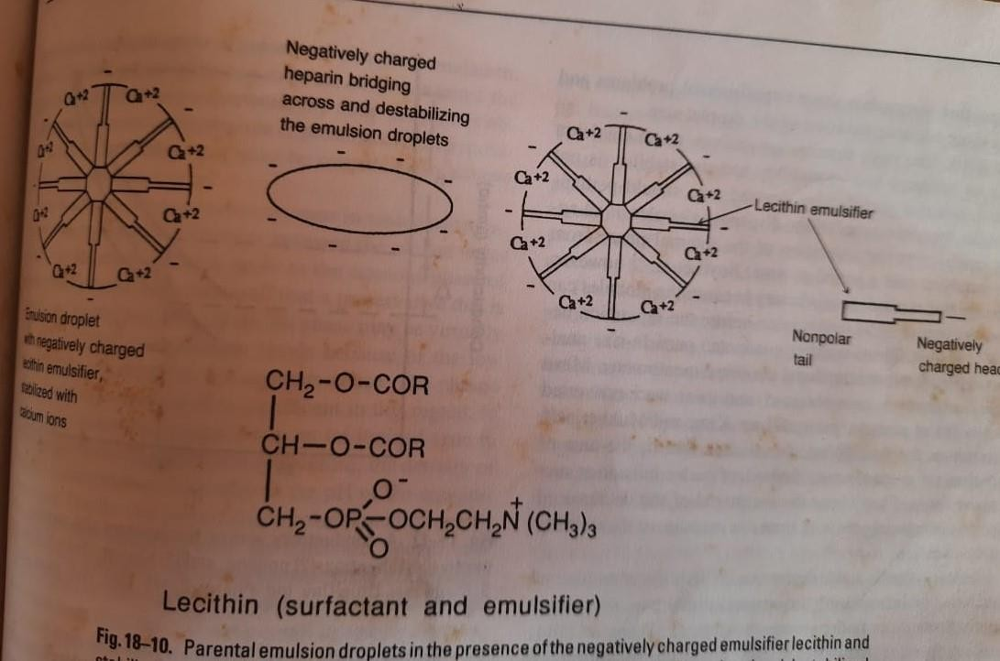 Negatively charged
heparin bridging
across and destabilizing
the emulsion droplets
Ca+2 Ca+2
Ca+2
Ca+2
Ca+2
Ca+2
Ca+2
Ca+2
Ca+2 Ca+2
Ca+2
Ca+2
Ca+2
Ca+2
Ca+2 Ca+2
Lecithin emulsifier
Nonpolar
tail
Negatively
charged
Emulsion droplet
negatively charged
emulsifier,
with
ions
CH₂-O-COR
CH-O-COR
O⁻
CH₂-OP-OCH₂CH₂N⁺(CH₃)₃
O
Lecithin (surfactant and emulsifier)
Fig. 18–10. Parental emulsion droplets in the presence of the negatively charged emulsifier lecithin and